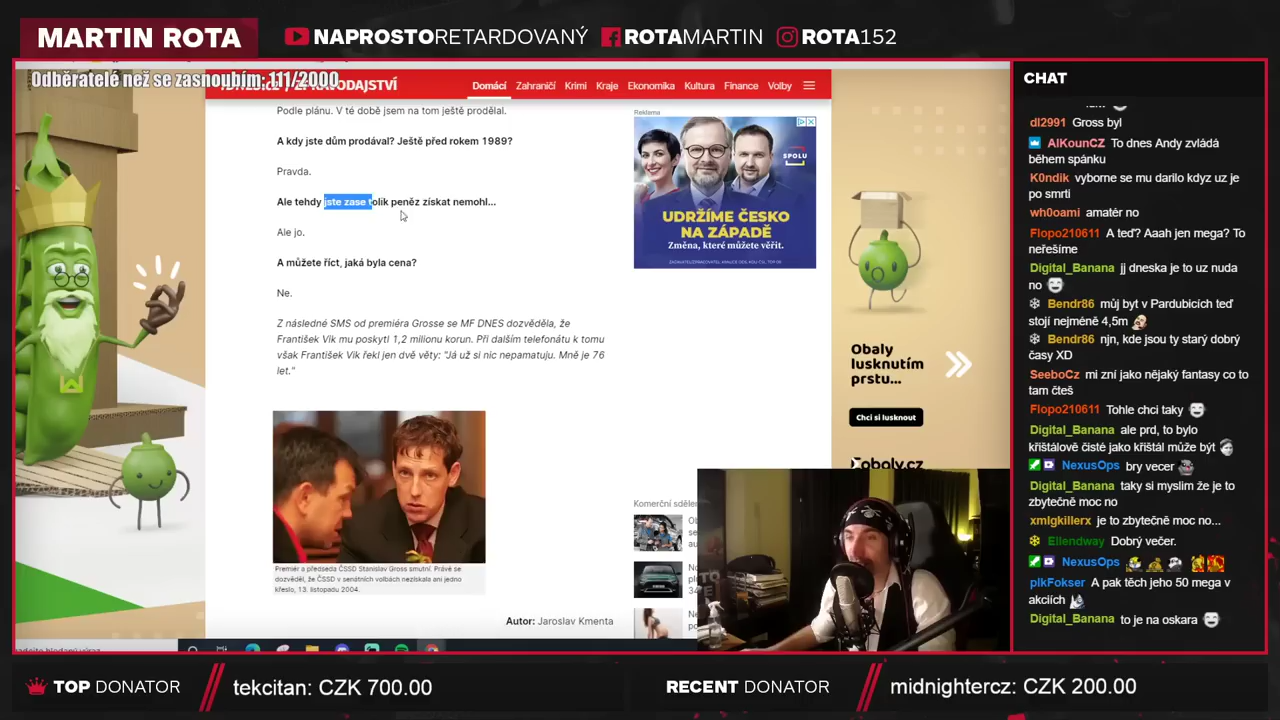 MARTIN ROTA
NAPROSTORETARDOVANÝ
ROTAMARTIN
ROTA152
Odběratelé než se zasnoubím: 111/2000
Domácí Zahraničí Krimi Kraje Ekonomika Kultura Finance Volby
Podle plánu. V té době jsem na tom ještě prodělal.
A kdy jste dům prodával? Ještě před rokem 1989?
Pravda.
Ale tehdy jste zase tolik peněz získat nemohl...
Ale jo.
A můžete říct, jaká byla cena?
Ne.
Z následné SMS od premiéra Grosse se MF DNES dozvěděla, že
František Vik mu poskytl 1,2 milionu korun. Při dalším telefonátu k tomu
však František Vik řekl jen dvě věty: "Já už si nic nepamatuju. Mně je 76
let."
Premiér a předseda ČSSD Stanislav Gross smutní. Právě se
dozvěděl, že ČSSD v senátních volbách nezískala ani jedno
křeslo, 13. listopadu 2004.
Autor: Jaroslav Kmenta
Reklama
SPOLU
UDRŽÍME ČESKO
NA ZÁPADĚ
Změna, které můžete věřit.
Komerční sdělení
Obaly
lusknutím
prstu...
Chci si lusknout
Obaly.cz
CHAT
dl2991 Gross byl
AlKounCZ To dnes Andy zvládá
během spánku
K0ndik vyborne se mu darilo kdyz uz je
po smrti
wh0oami amatér no
Flopo210611 A teď? Aaah jen mega? To
neřešíme
Digital_Banana jj dneska je to uz nuda
no
Bendr86 můj byt v Pardubicích teď
stojí nejméně 4,5m
Bendr86 njn, kde jsou ty starý dobrý
časy XD
SeeboCz mi zní jako nějaký fantasy co to
tam čteš
Flopo210611 Tohle chci taky
Digital_Banana ale prd, to bylo
křišťálově čisté jako křišťál může být
NexusOps bry vecer
Digital_Banana taky si myslim že je to
zbytečně moc no
xmlgkillerx je to zbytečně moc no...
Ellendway Dobrý večer.
NexusOps
plkFokser A pak těch jeho 50 mega v
akciích
Digital_Banana to je na oskara
TOP DONATOR
tekcitan: CZK 700.00
RECENT DONATOR
midnightercz: CZK 200.00